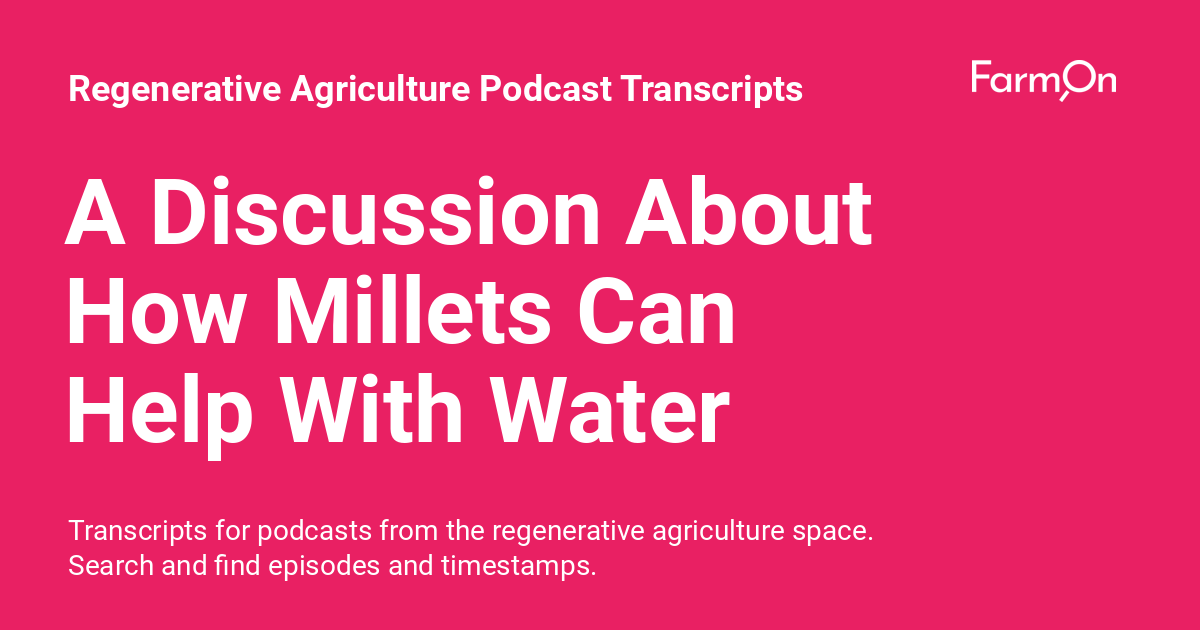 Regenerative Agriculture Podcast Transcripts
FarmOn
A Discussion About
How Millets Can
Help With Water
Transcripts for podcasts from the regenerative agriculture space.
Search and find episodes and timestamps.